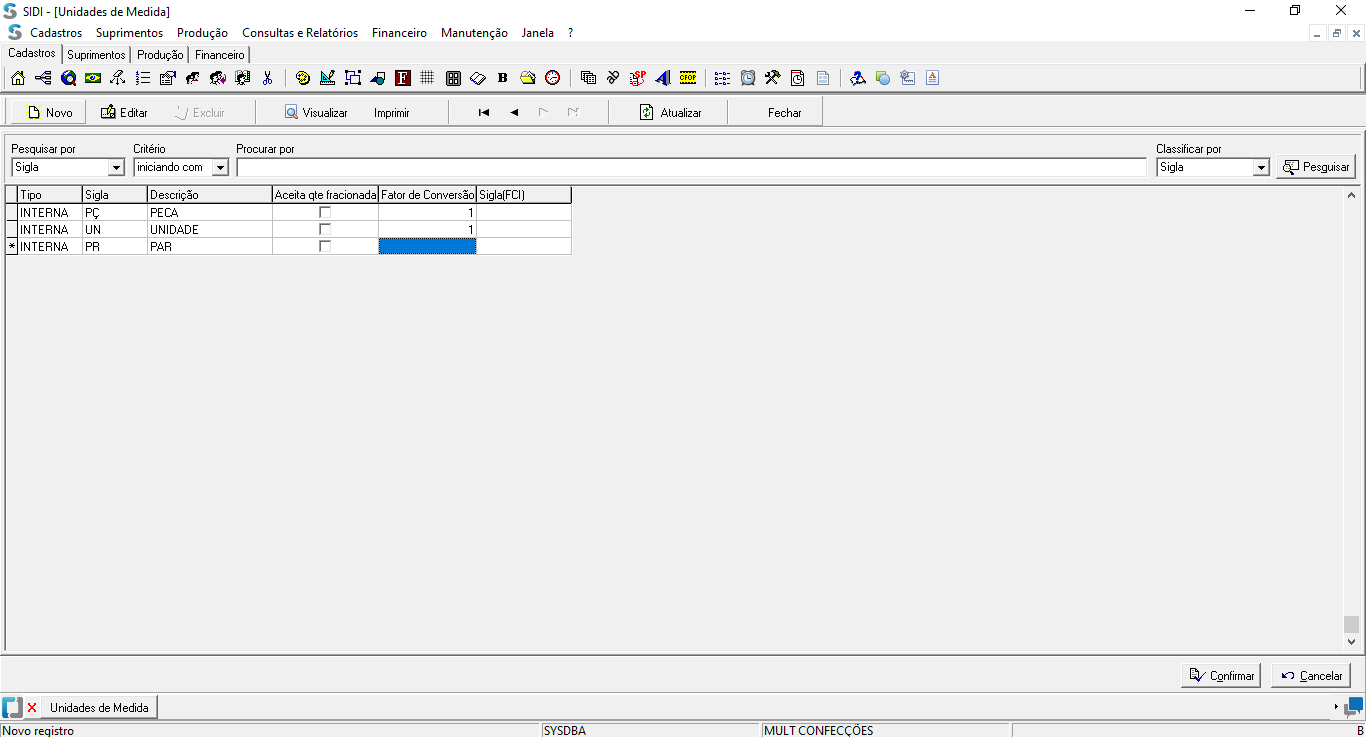 SIDI - [Unidades de Medida]
Cadastros Suprimentos Produção Consultas e Relatórios Financeiro Manutenção Janela ?
Cadastros Suprimentos Produção Financeiro
F B SP CFOP A
Novo Editar Excluir Visualizar Imprimir Atualizar Fechar
Pesquisar por Critério Procurar por Classificar por
Sigla iniciando com Sigla Pesquisar
Tipo Sigla Descrição Aceita qte fracionada Fator de Conversão Sigla(FCI)
INTERNA PÇ PECA 1
INTERNA UN UNIDADE 1
* INTERNA PR PAR
Confirmar Cancelar
Unidades de Medida
Novo registro SYSDBA MULT CONFECÇÕES B